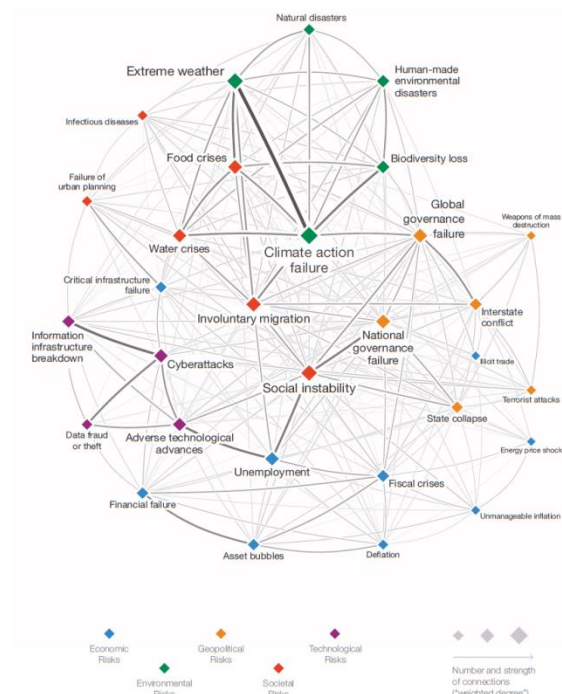 Natural disasters
Extreme weather
Human-made
environmental
disasters
Infectious diseases
Food crises
Biodiversity loss
Failure of
urban planning
Global
governance
failure
Weapons of mass
destruction
Water crises
Climate action
failure
Critical infrastructure
failure
Involuntary migration
Interstate
conflict
Information
infrastructure
breakdown
National
governance
failure
Cyberattacks
Illicit trade
Social instability
Terrorist attacks
State collapse
Data fraud
or theft
Adverse technological
advances
Energy price shock
Unemployment
Fiscal crises
Financial failure
Unmanageable inflation
Asset bubbles
Deflation
Economic
Risks
Geopolitical
Risks
Technological
Risks
Environmental
Risks
Societal
Risks
Number and strength
of connections
("weighted degree")